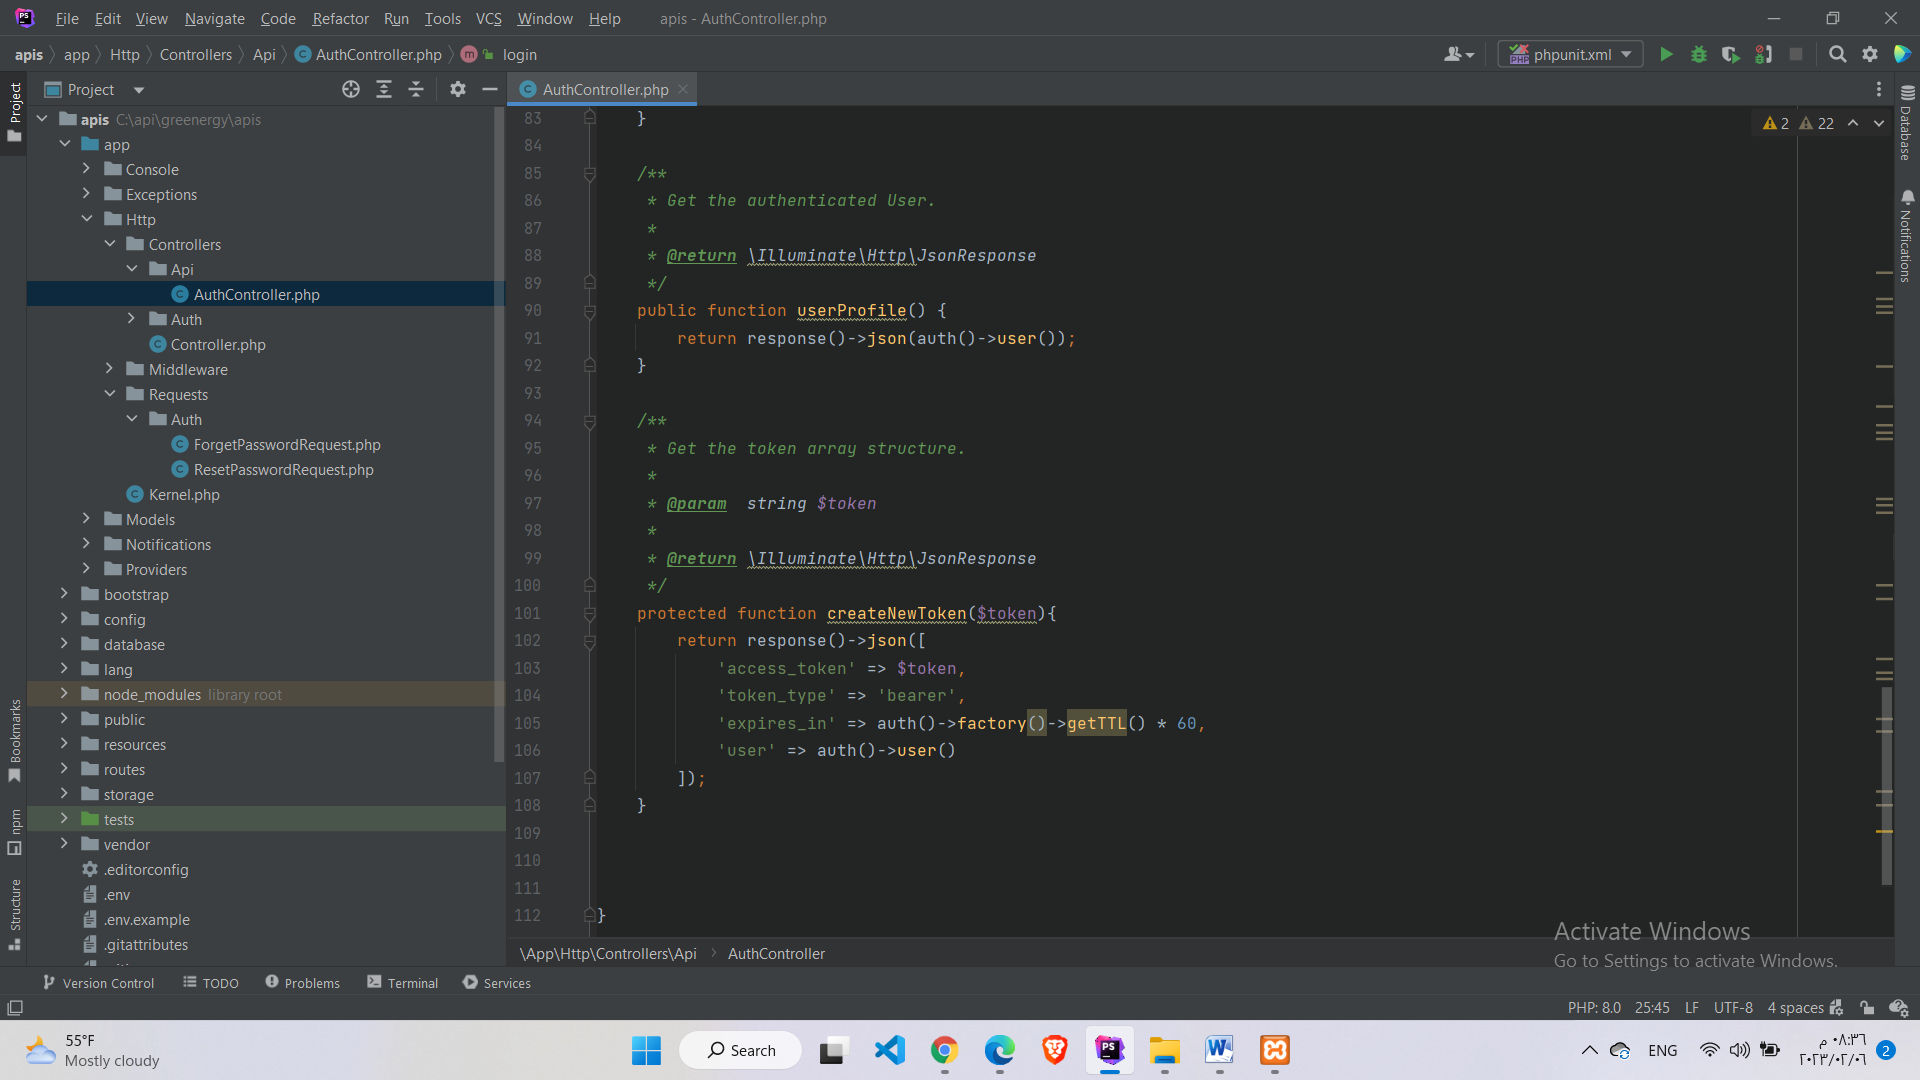 File Edit View Navigate Code Refactor Run Tools VCS Window Help apis - AuthController.php
apis app Http Controllers Api AuthController.php login
phpunit.xml
Project
AuthController.php
Project
Bookmarks
npm
Structure
apis C:\api\greenergy\apis
app
Console
Exceptions
Http
Controllers
Api
AuthController.php
Auth
Controller.php
Middleware
Requests
Auth
ForgetPasswordRequest.php
ResetPasswordRequest.php
Kernel.php
Models
Notifications
Providers
bootstrap
config
database
lang
node_modules library root
public
resources
routes
storage
tests
vendor
.editorconfig
.env
.env.example
.gitattributes
2 22
83 }
84
85 /**
86 * Get the authenticated User.
87 *
88 * @return \Illuminate\Http\JsonResponse
89 */
90 public function userProfile() {
91 return response()->json(auth()->user());
92 }
93
94 /**
95 * Get the token array structure.
96 *
97 * @param string $token
98 *
99 * @return \Illuminate\Http\JsonResponse
100 */
101 protected function createNewToken($token){
102 return response()->json([
103 'access_token' => $token,
104 'token_type' => 'bearer',
105 'expires_in' => auth()->factory()->getTTL() * 60,
106 'user' => auth()->user()
107 ]);
108 }
109
110
111
112 }
Database
Notifications
Activate Windows
Go to Settings to activate Windows.
\App\Http\Controllers\Api AuthController
Version Control TODO Problems Terminal Services
PHP: 8.0 25:45 LF UTF-8 4 spaces
55°F
Mostly cloudy
Search
ENG
٠٨:٣٦ م
٢٠٢٣/٠٢/٠٦
2